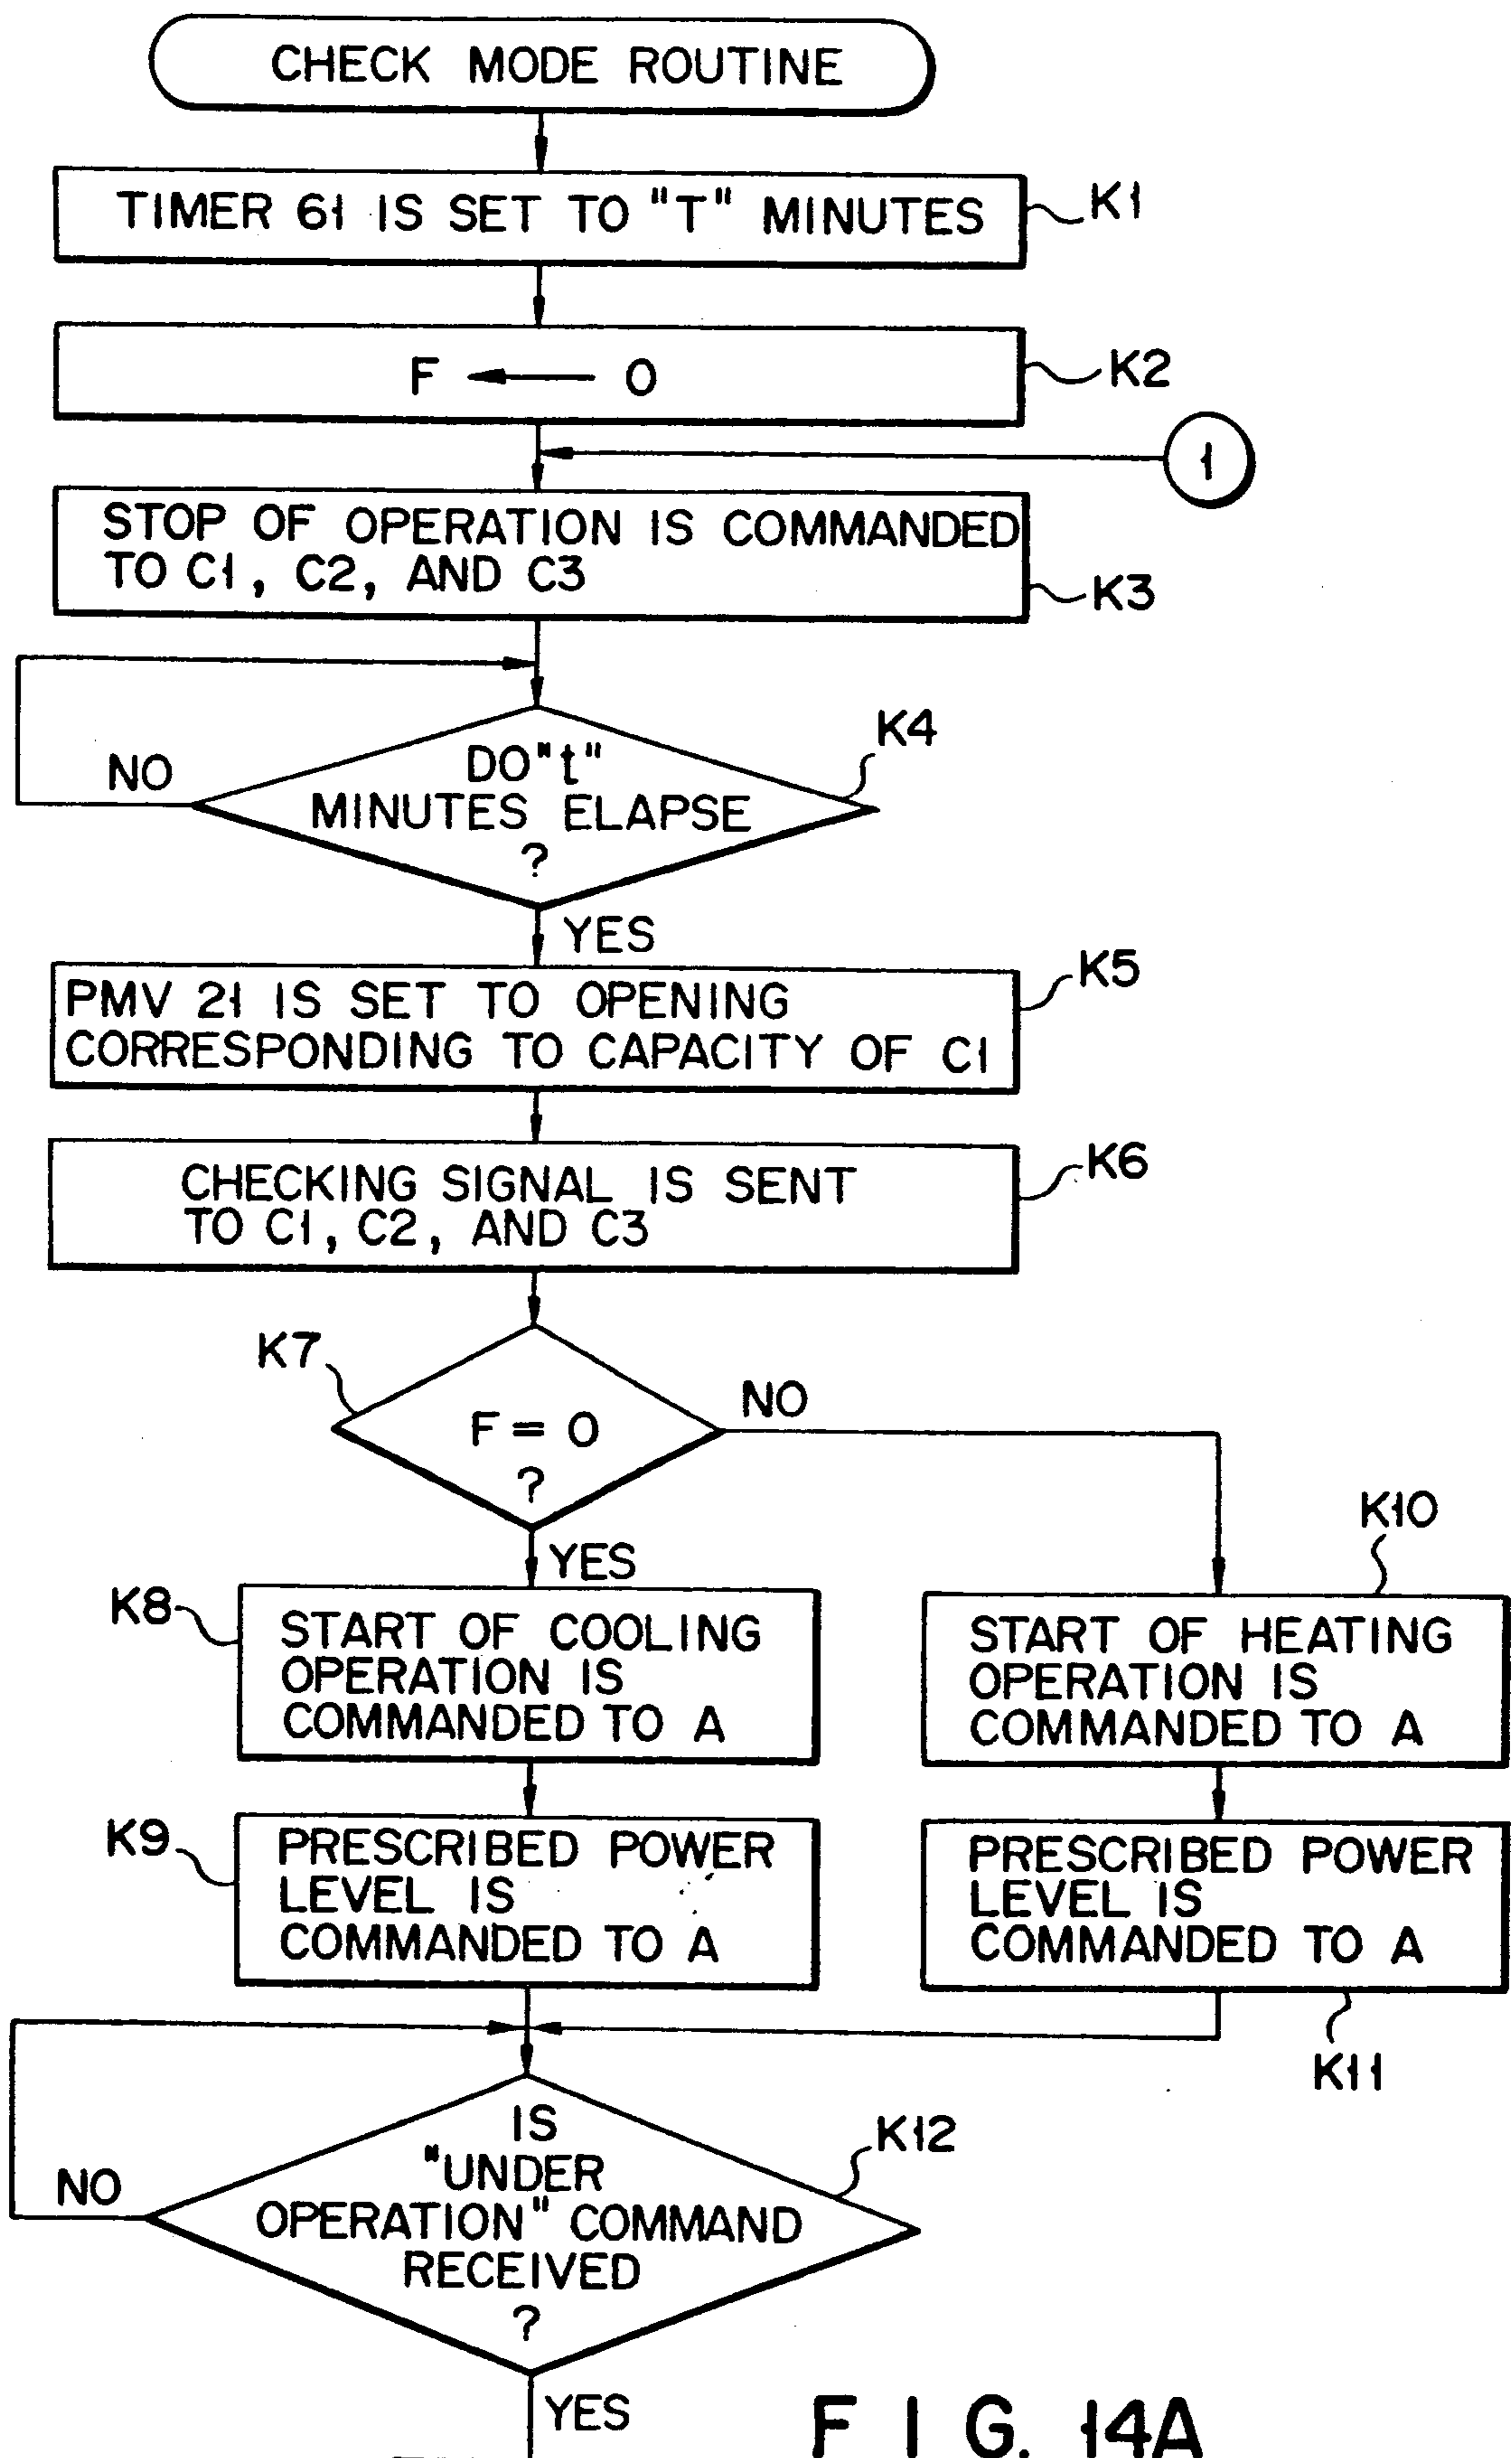 CHECK MODE ROUTINE
TIMER 61 IS SET TO "T" MINUTES
K1
F ← 0
K2
1
STOP OF OPERATION IS COMMANDED
TO C1, C2, AND C3
K3
K4
DO "t"
MINUTES ELAPSE
?
NO
YES
PMV 21 IS SET TO OPENING
CORRESPONDING TO CAPACITY OF C1
K5
CHECKING SIGNAL IS SENT
TO C1, C2, AND C3
K6
K7
F = 0
?
NO
YES
K8
START OF COOLING
OPERATION IS
COMMANDED TO A
K10
START OF HEATING
OPERATION IS
COMMANDED TO A
K9
PRESCRIBED POWER
LEVEL IS
COMMANDED TO A
PRESCRIBED POWER
LEVEL IS
COMMANDED TO A
K11
K12
IS
"UNDER
OPERATION" COMMAND
RECEIVED
?
NO
YES
FIG. 14A